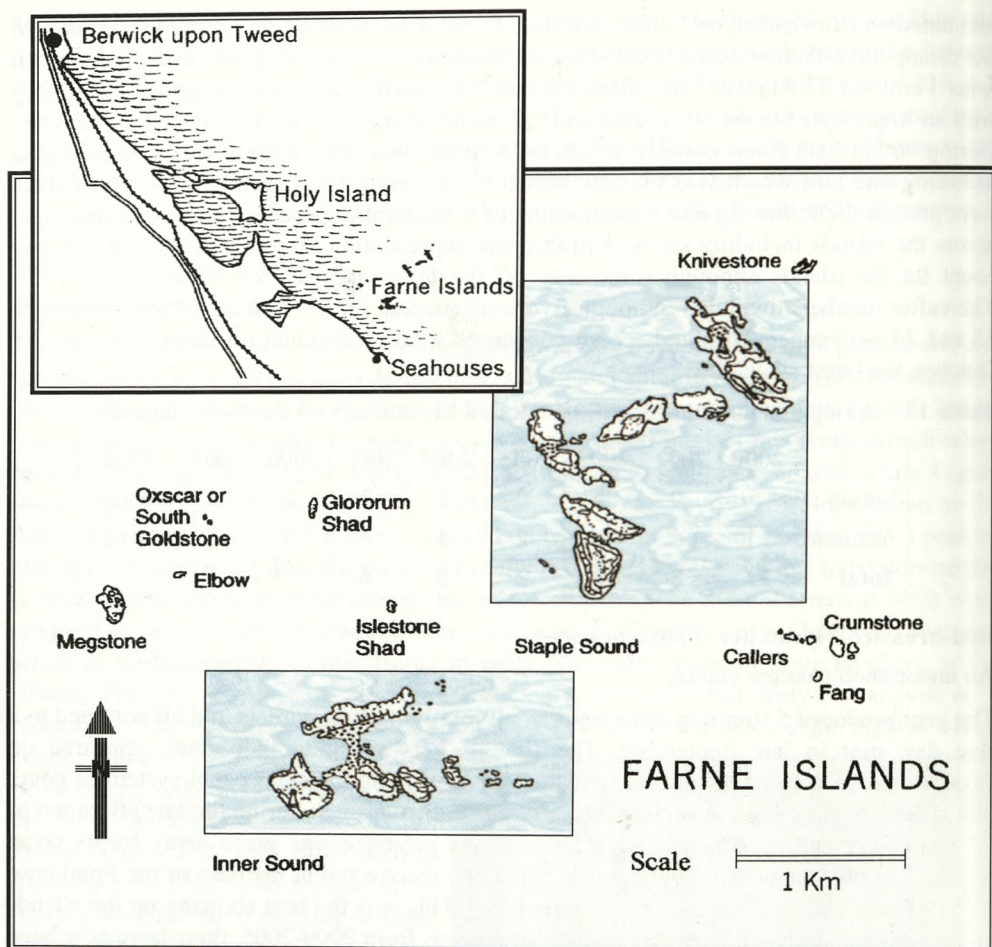 Berwick upon Tweed
Holy Island
Farne Islands
Seahouses
Knivestone
Oxscar or
South
Goldstone
Glororum
Shad
Elbow
Megstone
Islestone
Shad
Staple Sound
Crumstone
Callers
Fang
FARNE ISLANDS
Inner Sound
Scale
1 Km